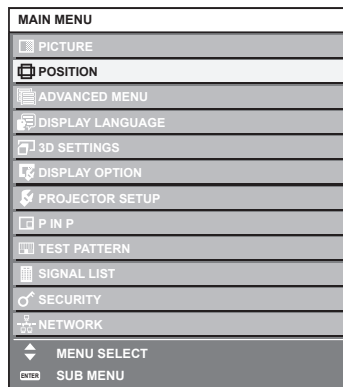 MAIN MENU
PICTURE
POSITION
ADVANCED MENU
DISPLAY LANGUAGE
3D SETTINGS
DISPLAY OPTION
PROJECTOR SETUP
P IN P
TEST PATTERN
SIGNAL LIST
SECURITY
NETWORK
MENU SELECT
ENTER SUB MENU